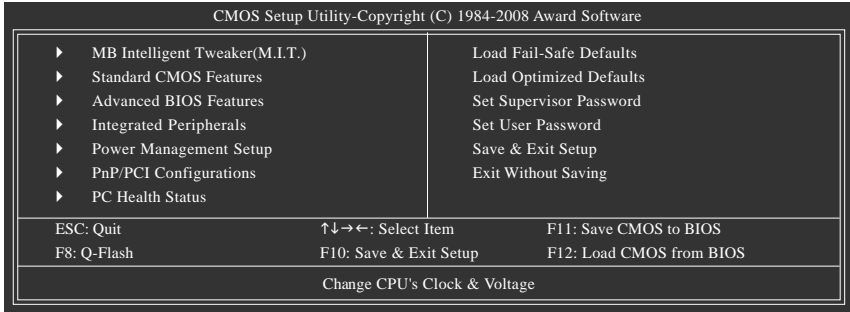 CMOS Setup Utility-Copyright (C) 1984-2008 Award Software
MB Intelligent Tweaker(M.I.T.)
Standard CMOS Features
Advanced BIOS Features
Integrated Peripherals
Power Management Setup
PnP/PCI Configurations
PC Health Status
Load Fail-Safe Defaults
Load Optimized Defaults
Set Supervisor Password
Set User Password
Save & Exit Setup
Exit Without Saving
ESC: Quit ↑↓→←: Select Item F11: Save CMOS to BIOS
F8: Q-Flash F10: Save & Exit Setup F12: Load CMOS from BIOS
Change CPU's Clock & Voltage